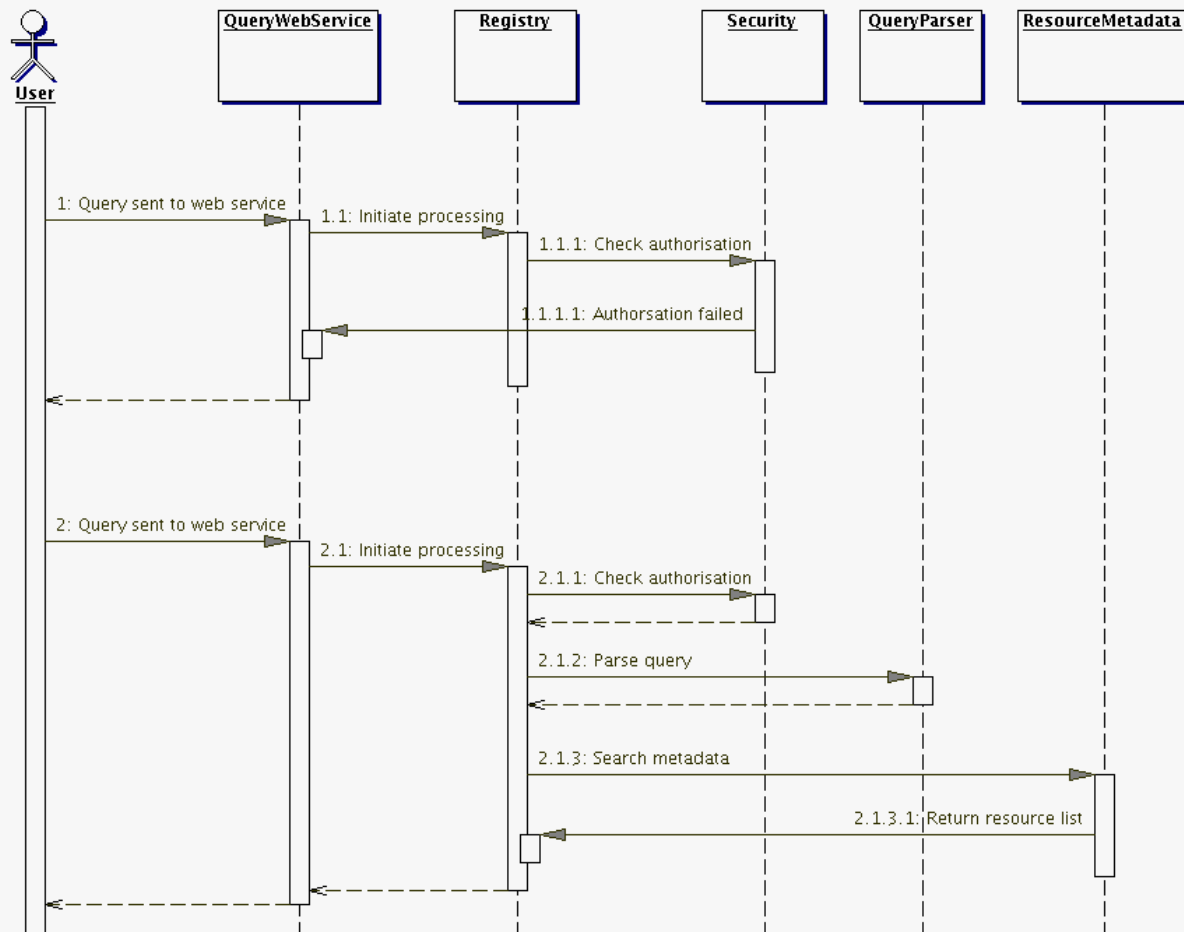 QueryWebService
Registry
Security
QueryParser
ResourceMetadata
User
1: Query sent to web service
1.1: Initiate processing
1.1.1: Check authorisation
1.1.1.1: Authorsation failed
2: Query sent to web service
2.1: Initiate processing
2.1.1: Check authorisation
2.1.2: Parse query
2.1.3: Search metadata
2.1.3.1: Return resource list